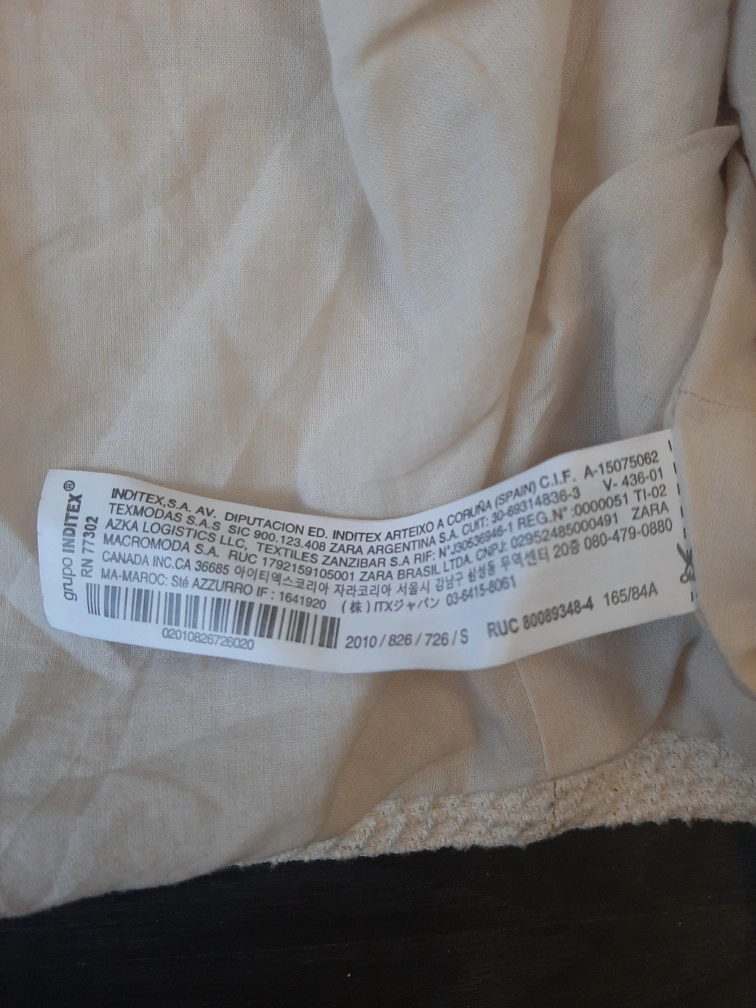 grupo INDITEX®
RN 77302
INDITEX,S.A. AV. DIPUTACION ED. INDITEX ARTEIXO A CORUÑA (SPAIN) C.I.F. A-15075062
TEXMODAS S.A.S SIC 900.123.408 ZARA ARGENTINA S.A. CUIT: 30-69314836-3 V- 436-01
AZKA LOGISTICS LLC, TEXTILES ZANZIBAR S.A RIF: N°J30536946-1 REG.N° :0000051 TI-02
MACROMODA S.A. RUC 1792159105001 ZARA BRASIL LTDA. CNPJ: 02952485000491 ZARA
CANADA INC.CA 36685 아이티엑스코리아 자라코리아 서울시 강남구 삼성동 무역센터 20층 080-479-0880
MA-MAROC: Sté AZZURRO IF : 1641920 (株) ITXジャパン 03-6415-8061
02010826726020
2010 / 826 / 726 / S RUC 80089348-4 165/84A